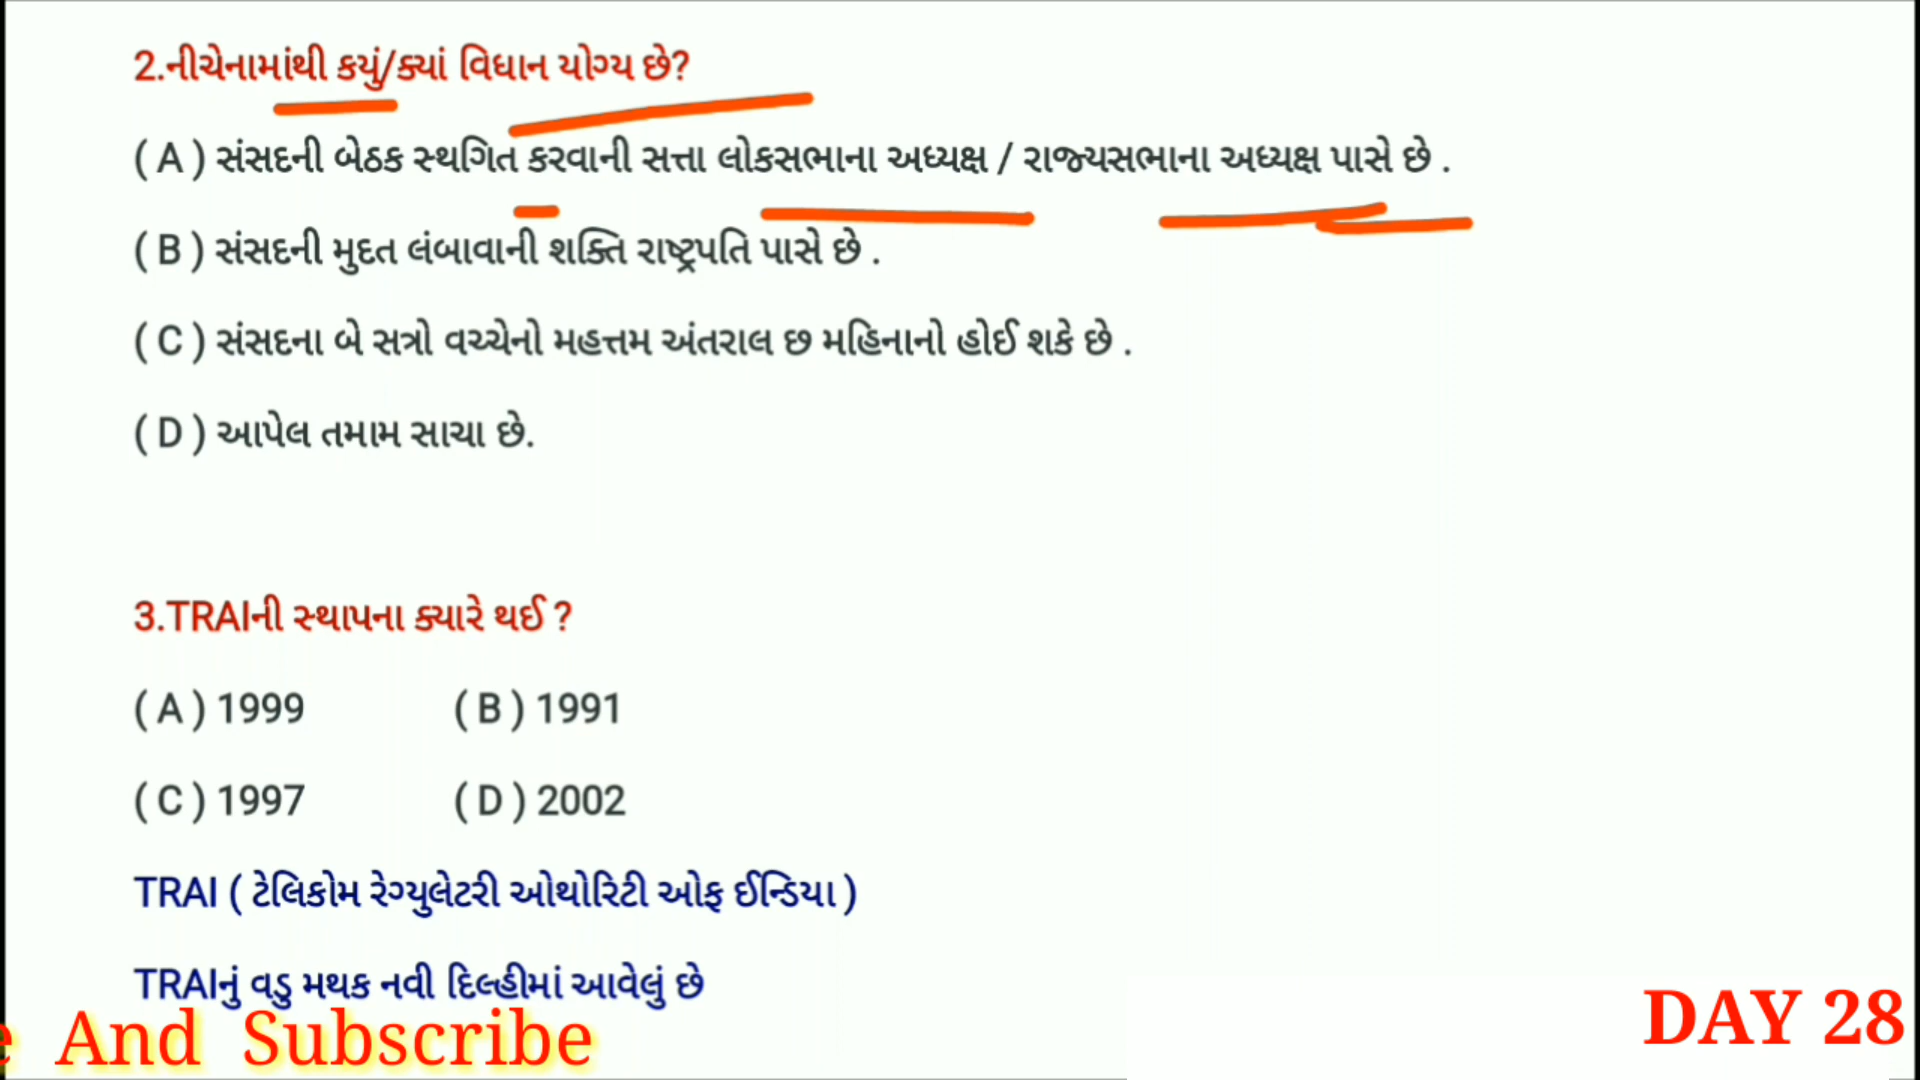 2.નીચેનામાંથી કયું/ક્યાં વિધાન યોગ્ય છે?
( A ) સંસદની બેઠક સ્થગિત કરવાની સત્તા લોકસભાના અધ્યક્ષ / રાજ્યસભાના અધ્યક્ષ પાસે છે .
( B ) સંસદની મુદત લંબાવાની શક્તિ રાષ્ટ્રપતિ પાસે છે .
( C ) સંસદના બે સત્રો વચ્ચેનો મહત્તમ અંતરાલ છ મહિનાનો હોઈ શકે છે .
( D ) આપેલ તમામ સાચા છે.
3.TRAIની સ્થાપના ક્યારે થઈ ?
( A ) 1999 ( B ) 1991
( C ) 1997 ( D ) 2002
TRAI ( ટેલિકોમ રેગ્યુલેટરી ઓથોરિટી ઓફ ઈન્ડિયા )
TRAIનું વડુ મથક નવી દિલ્હીમાં આવેલું છે
And Subscribe
DAY 28